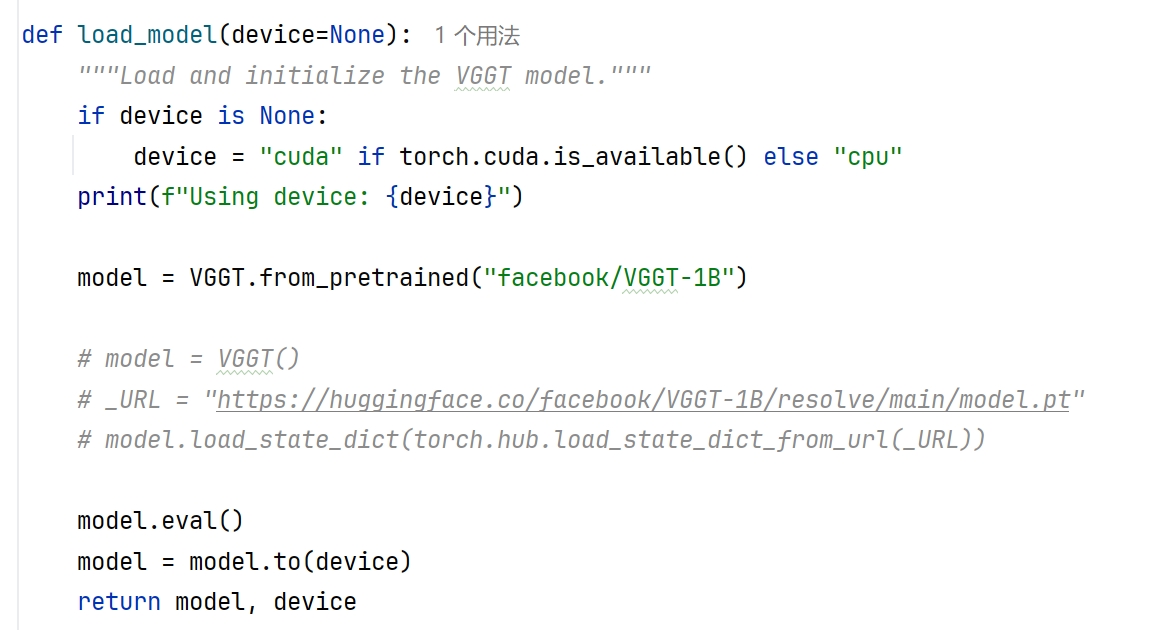 def load_model(device=None):  1 个用法
    """Load and initialize the VGGT model."""
    if device is None:
        device = "cuda" if torch.cuda.is_available() else "cpu"
    print(f"Using device: {device}")

    model = VGGT.from_pretrained("facebook/VGGT-1B")

    # model = VGGT()
    # _URL = "https://huggingface.co/facebook/VGGT-1B/resolve/main/model.pt"
    # model.load_state_dict(torch.hub.load_state_dict_from_url(_URL))

    model.eval()
    model = model.to(device)
    return model, device